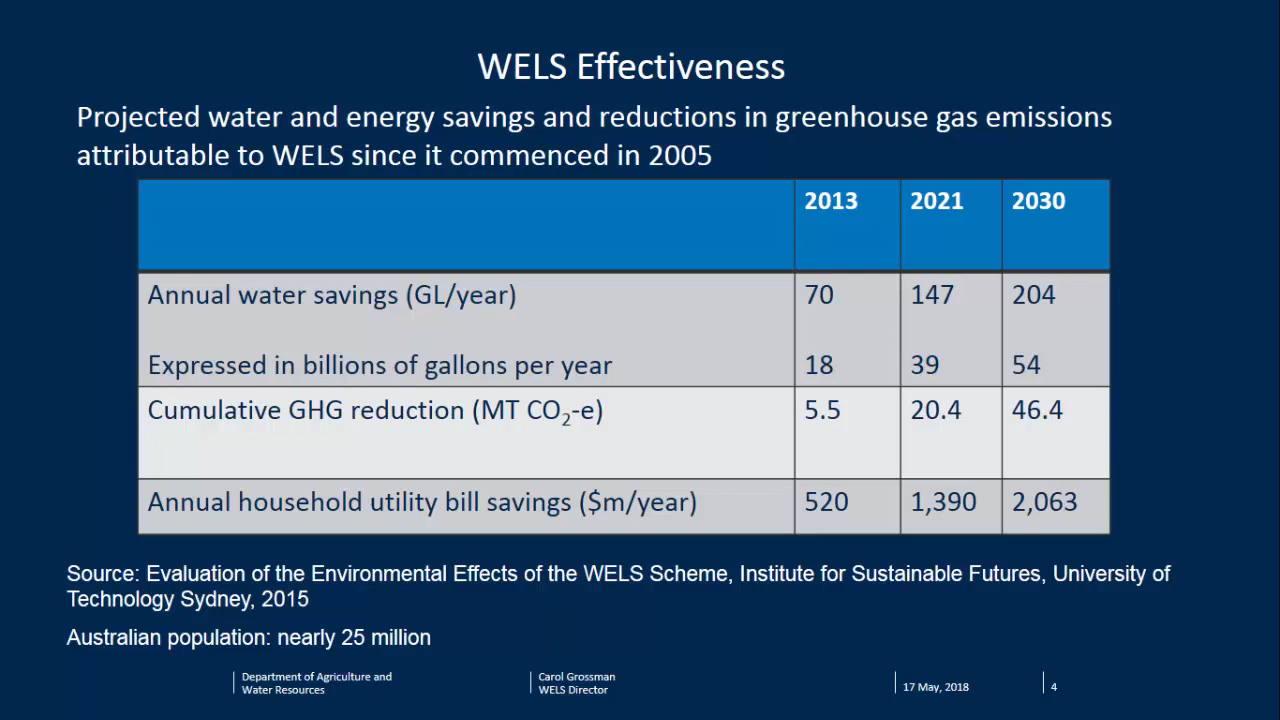 WELS Effectiveness
Projected water and energy savings and reductions in greenhouse gas emissions
attributable to WELS since it commenced in 2005
2013 2021 2030
Annual water savings (GL/year) 70 147 204
Expressed in billions of gallons per year 18 39 54
Cumulative GHG reduction (MT CO₂-e) 5.5 20.4 46.4
Annual household utility bill savings ($m/year) 520 1,390 2,063
Source: Evaluation of the Environmental Effects of the WELS Scheme, Institute for Sustainable Futures, University of
Technology Sydney, 2015
Australian population: nearly 25 million
Department of Agriculture and
Water Resources
Carol Grossman
WELS Director
17 May, 2018
4